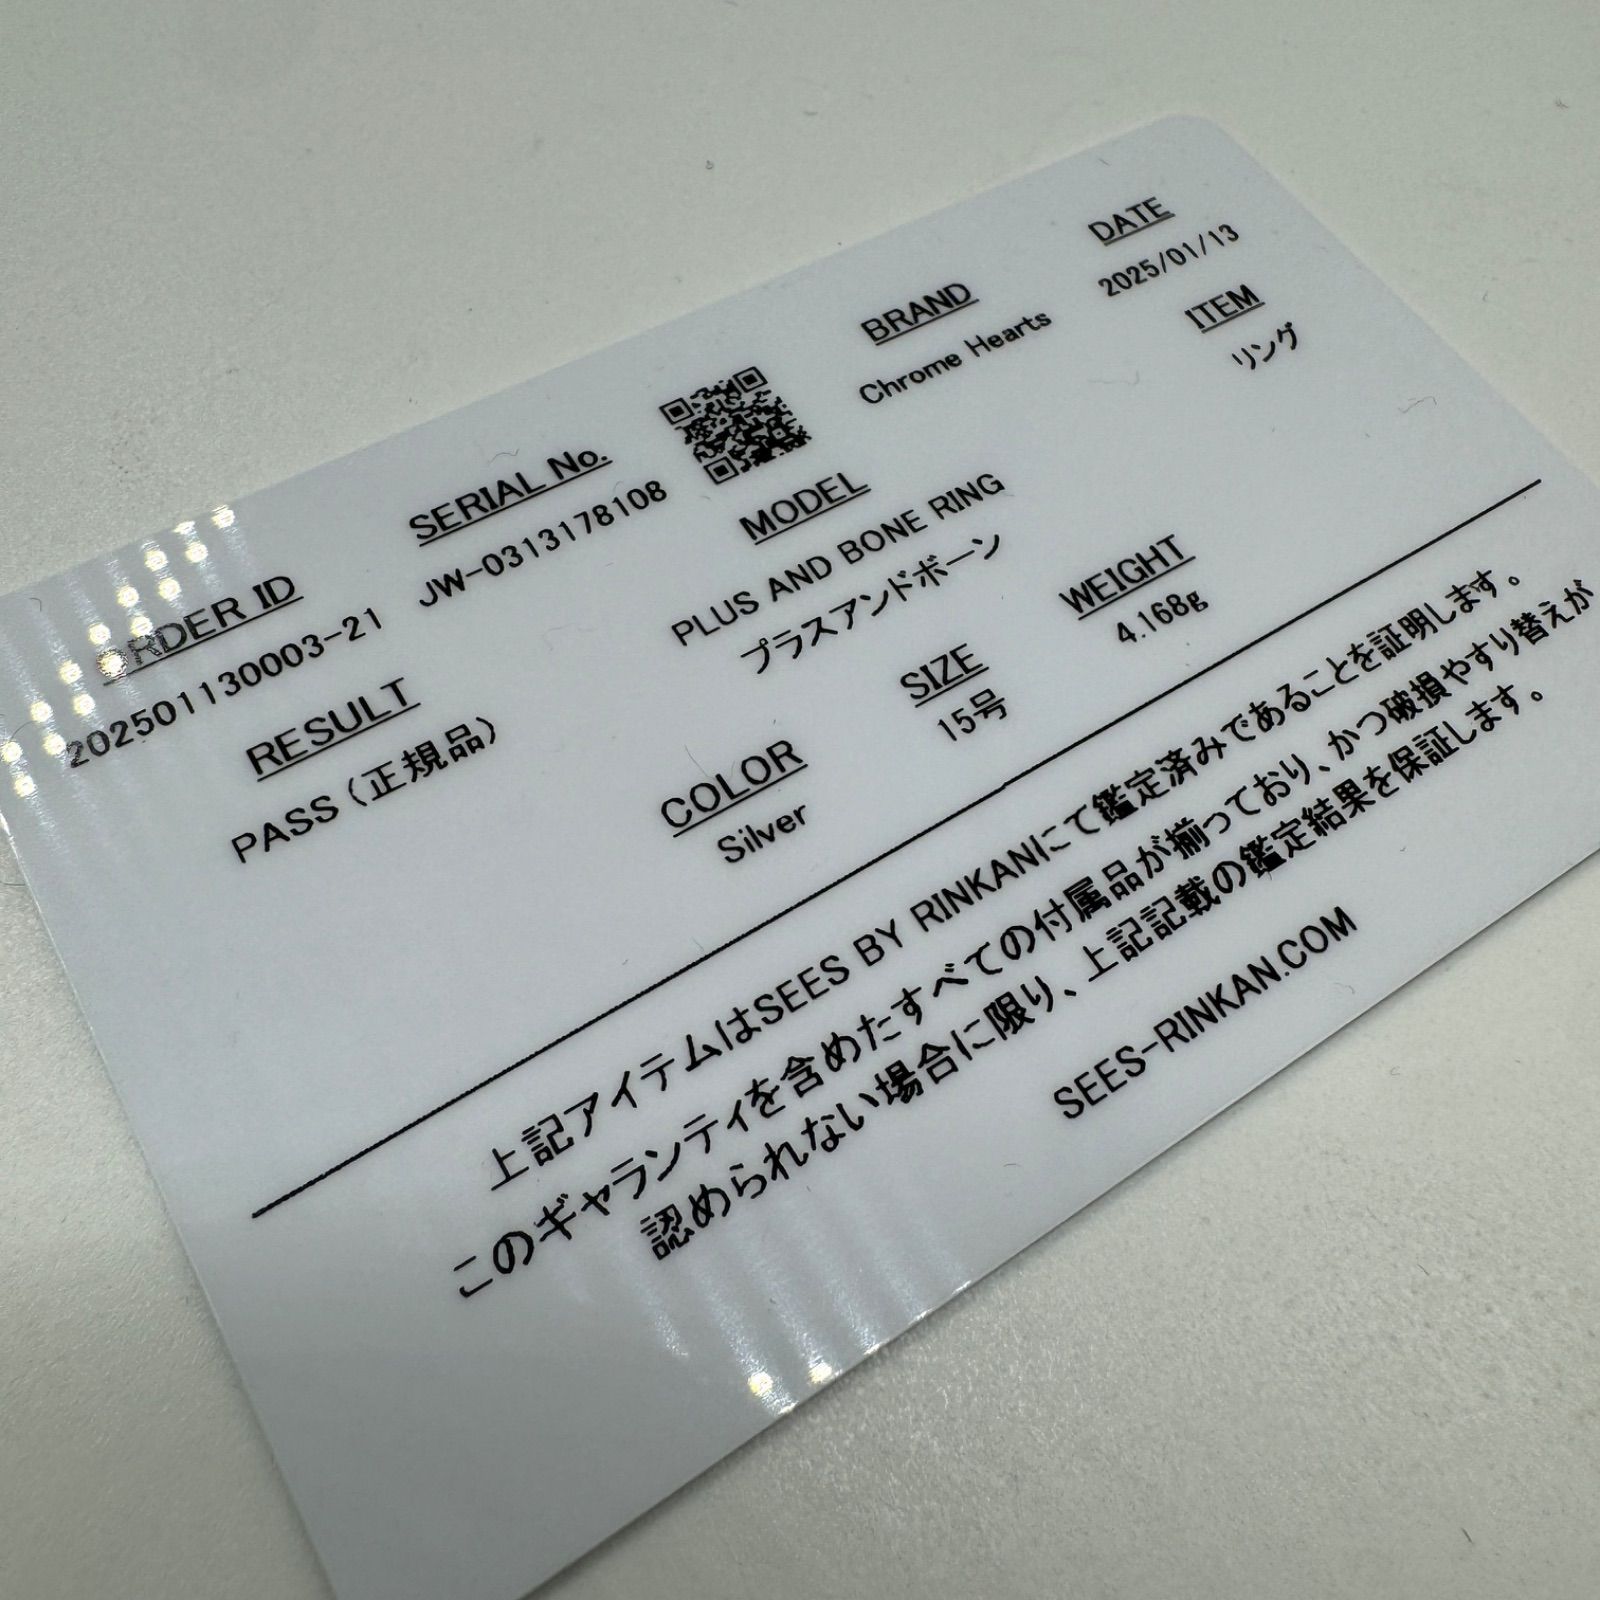 ORDER ID
202501130003-21
SERIAL No.
JW-0313178108
BRAND
Chrome Hearts
DATE
2025/01/13
RESULT
PASS（正規品）
MODEL
PLUS AND BONE RING
プラスアンドボーン
ITEM
リング
COLOR
Silver
SIZE
15号
WEIGHT
4.168g
上記アイテムはSEES BY RINKANにて鑑定済みであることを証明します。
このギャランティを含めたすべての付属品が揃っており、かつ破損やすり替えが
認められない場合に限り、上記記載の鑑定結果を保証します。
SEES-RINKAN.COM